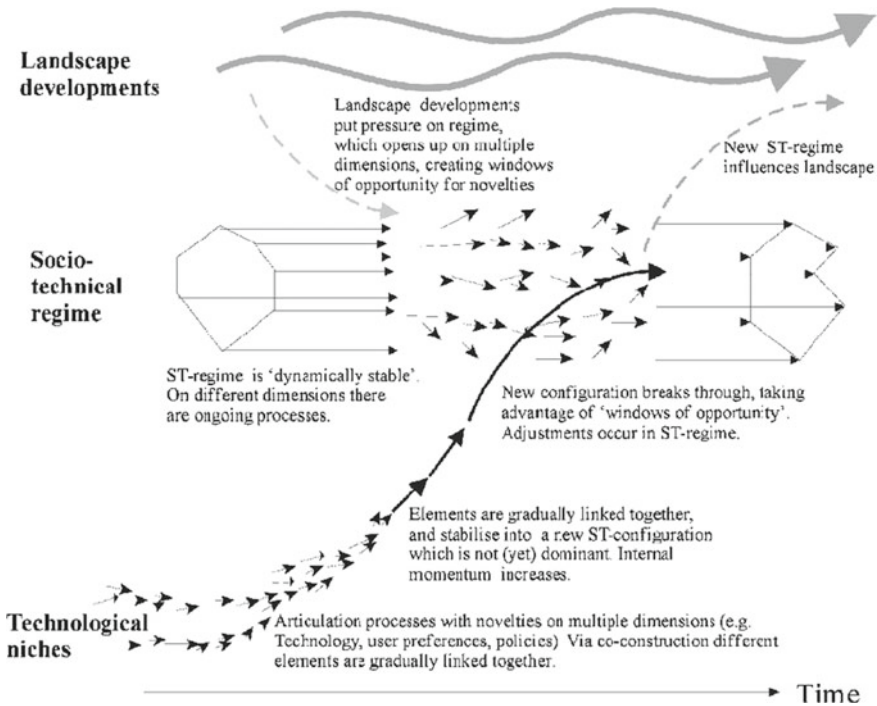 Landscape
developments
Landscape developments
put pressure on regime,
which opens up on multiple
dimensions, creating windows
of opportunity for novelties
New ST-regime
influences landscape
Socio-
technical
regime
ST-regime is ‘dynamically stable’.
On different dimensions there
are ongoing processes.
New configuration breaks through, taking
advantage of ‘windows of opportunity’.
Adjustments occur in ST-regime.
Elements are gradually linked together,
and stabilise into a new ST-configuration
which is not (yet) dominant. Internal
momentum increases.
Technological
niches
Articulation processes with novelties on multiple dimensions (e.g.
Technology, user preferences, policies) Via co-construction different
elements are gradually linked together.
Time